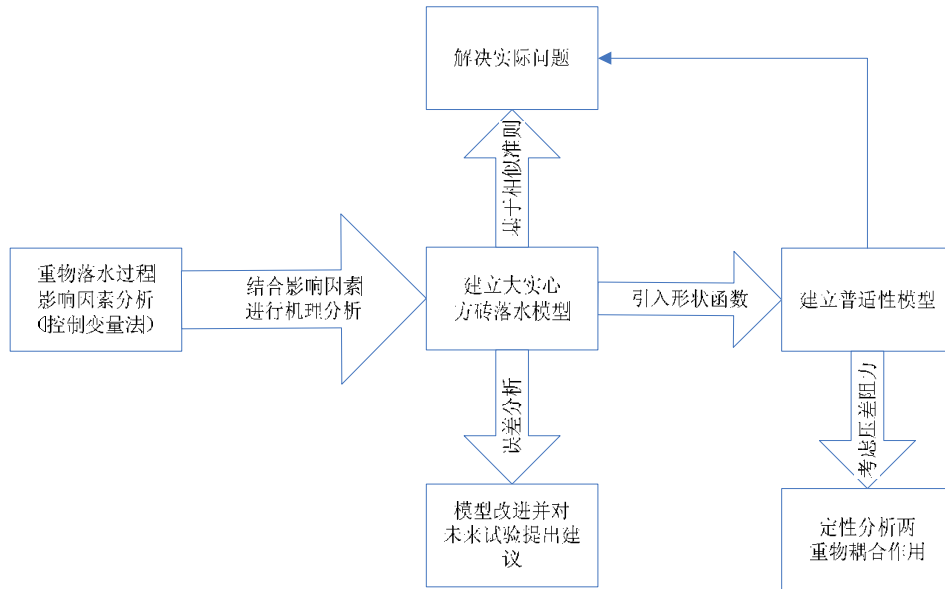 解决实际问题
基于相似准则
重物落水过程
影响因素分析
(控制变量法)
结合影响因素
进行机理分析
建立大实心
方砖落水模型
引入形状函数
建立普适性模型
误差分析
考虑压差阻力
模型改进并对
未来试验提出建
议
定性分析两
重物耦合作用